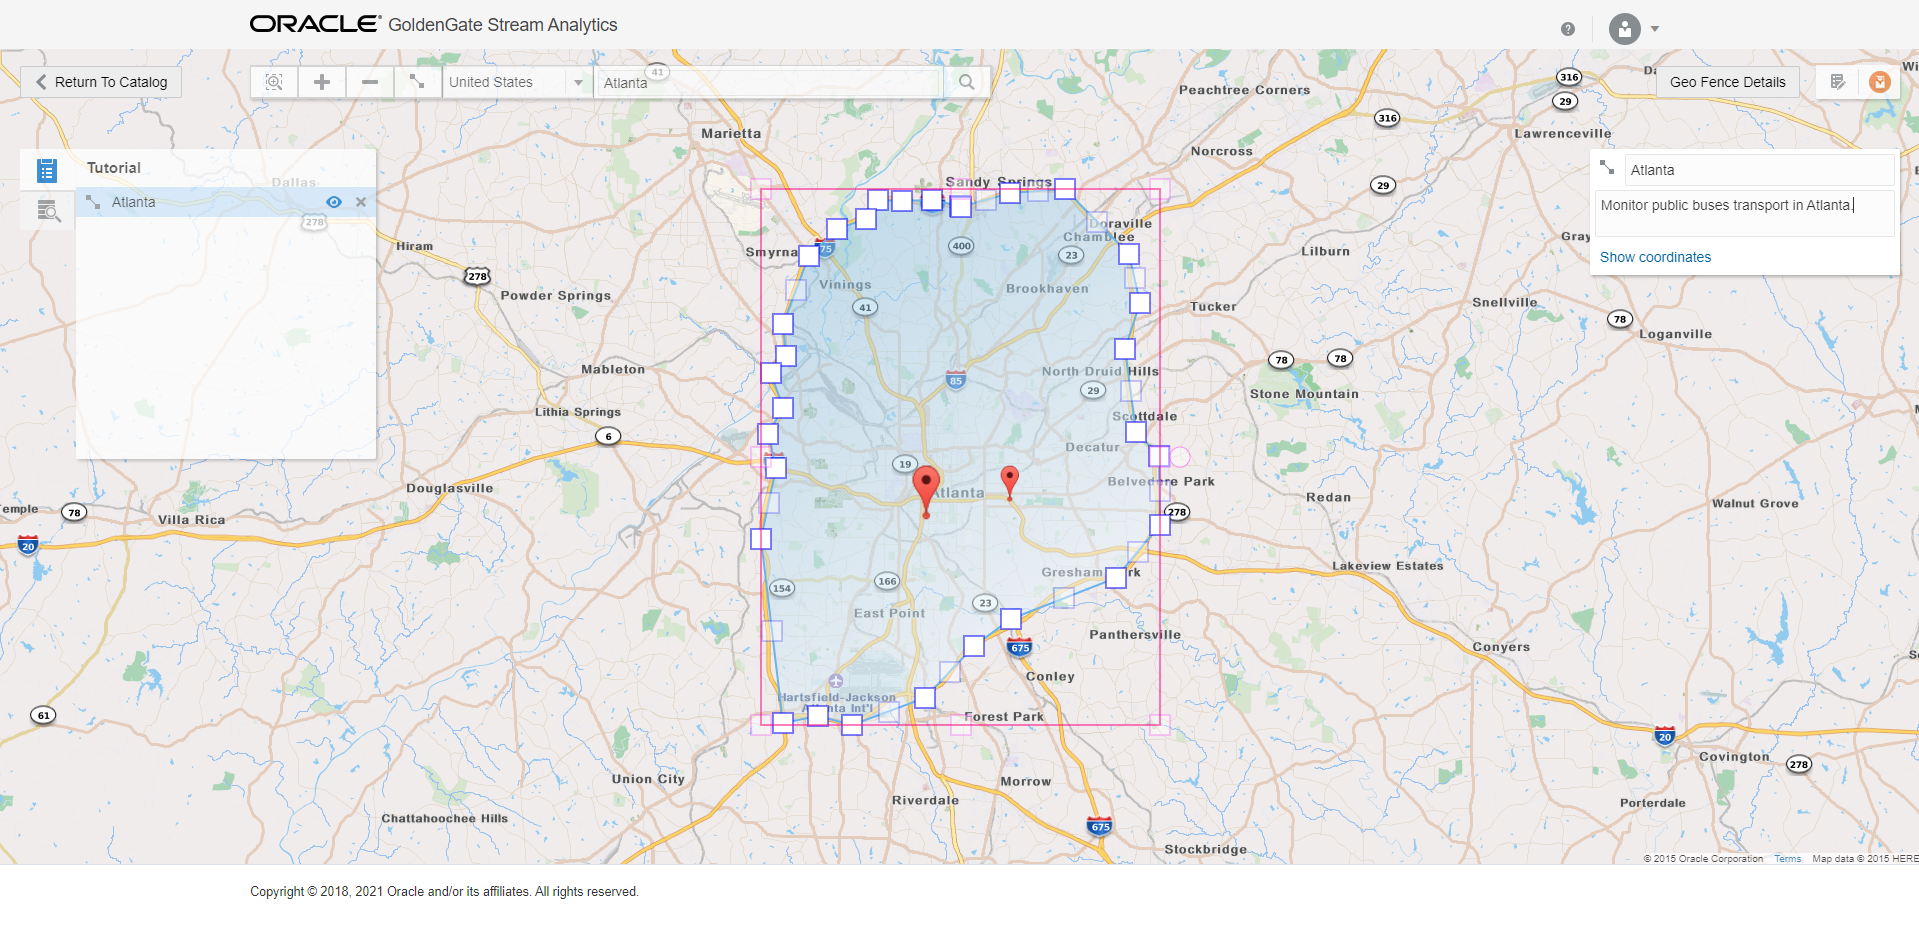 ORACLE GoldenGate Stream Analytics
Return To Catalog
United States
Atlanta
Geo Fence Details
Tutorial
Atlanta
Atlanta
Monitor public buses transport in Atlanta.
Show coordinates
41
316
29
316
Peachtree Corners
Lawrenceville
Marietta
Norcross
Dallas
Sandy Springs
29
278
Doraville
Chamblee
Hiram
Smyrna
75
400
23
Lilburn
278
Vinings
Brookhaven
Powder Springs
41
Tucker
Snellville
78
Loganville
Mableton
85
North Druid Hills
78
78
29
Stone Mountain
Lithia Springs
Scottdale
6
Decatur
19
Douglasville
Atlanta
Belvedere Park
Redan
Walnut Grove
78
Villa Rica
278
20
Lakeview Estates
154
166
Gresham Park
23
East Point
Panthersville
675
Conyers
Conley
Hartsfield-Jackson
Atlanta Int'l
61
Forest Park
20
Covington
278
Union City
Morrow
Riverdale
Porterdale
Chattahoochee Hills
675
Stockbridge
© 2015 Oracle Corporation Terms Map data © 2015 HERE
Copyright © 2018, 2021 Oracle and/or its affiliates. All rights reserved.